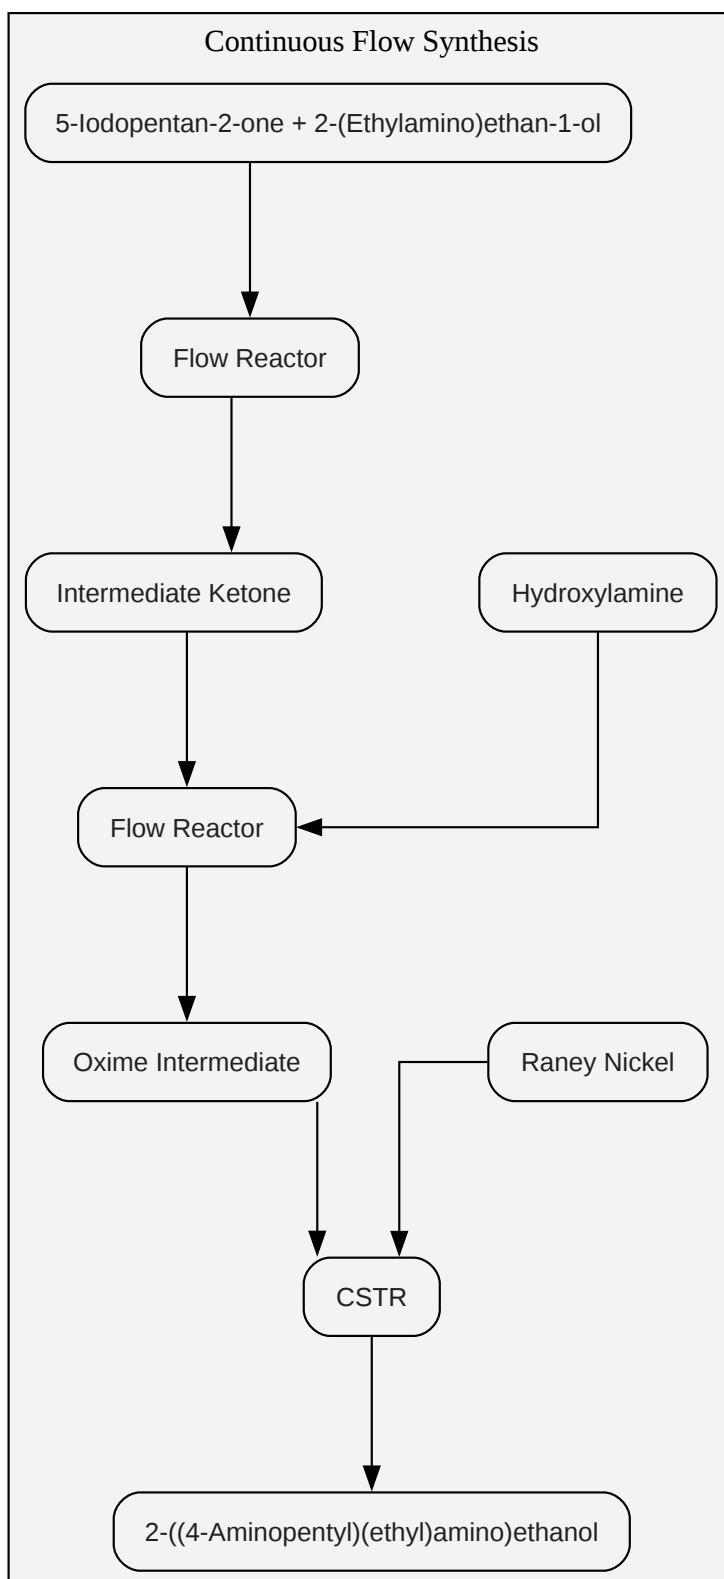 Continuous Flow Synthesis
5-Iodopentan-2-one + 2-(Ethylamino)ethan-1-ol
Flow Reactor
Intermediate Ketone
Hydroxylamine
Flow Reactor
Oxime Intermediate
Raney Nickel
CSTR
2-((4-Aminopentyl)(ethyl)amino)ethanol